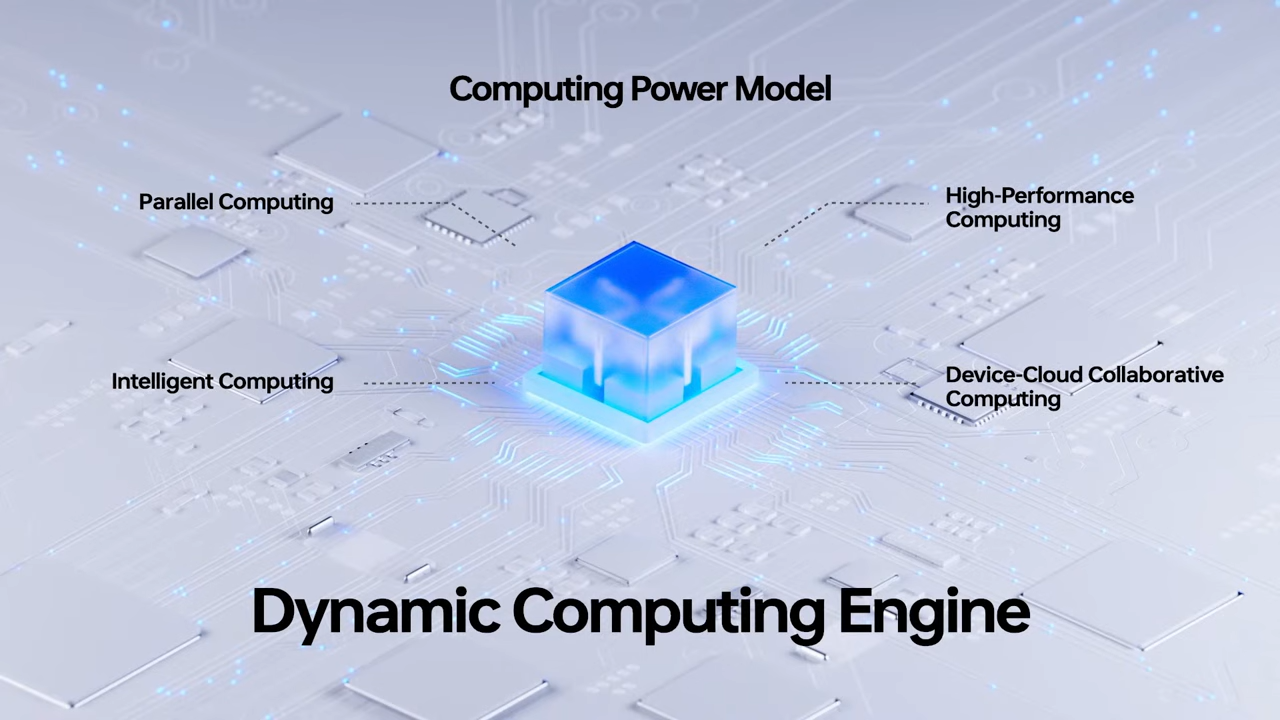 Computing Power Model
Parallel Computing
High-Performance
Computing
Intelligent Computing
Device-Cloud Collaborative
Computing
Dynamic Computing Engine